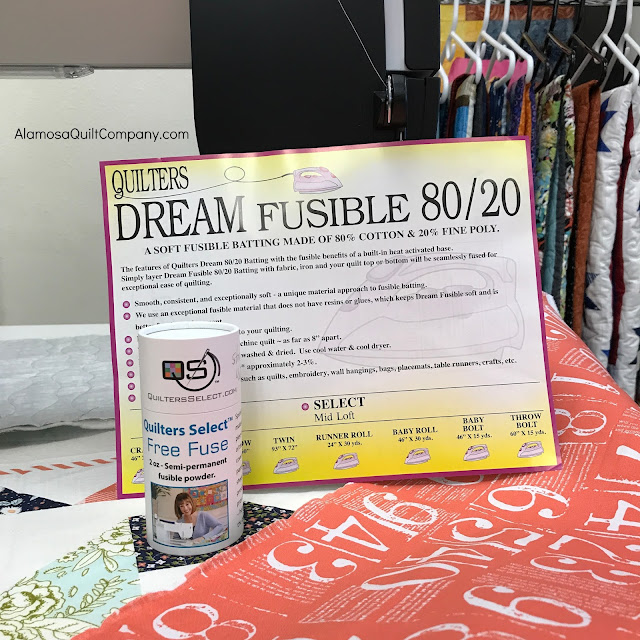 AlamosaQuiltCompany.com
QUILTERS
DREAM FUSIBLE 80/20
A SOFT FUSIBLE BATTING MADE OF 80% COTTON & 20% FINE POLY.
The features of Quilters Dream 80/20 Batting with the fusible benefits of a built-in heat activated base.
Simply layer Dream Fusible 80/20 Batting with fabric, iron and your quilt top or bottom will be seamlessly fused for
exceptional ease of quilting.
Smooth, consistent, and exceptionally soft - a unique material approach to fusible batting.
We use an exceptional fusible material that does not have resins or glues, which keeps Dream Fusible soft and is
to your quilting.
quilt – as far as 8" apart.
washed & dried. Use cool water & cool dryer.
approximately 2-3%.
such as quilts, embroidery, wall hangings, bags, placemats, table runners, crafts, etc.
SELECT
Mid Loft
TWIN
93" X 72"
RUNNER ROLL
24" X 30 yds.
BABY ROLL
46" X 30 yds.
BABY
BOLT
46" X 15 yds.
THROW
BOLT
60" X 15 yds.
QS
QUILTERSSELECT.COM
Quilters Select™
Free Fuse
2 oz - Semi-permanent
fusible powder.